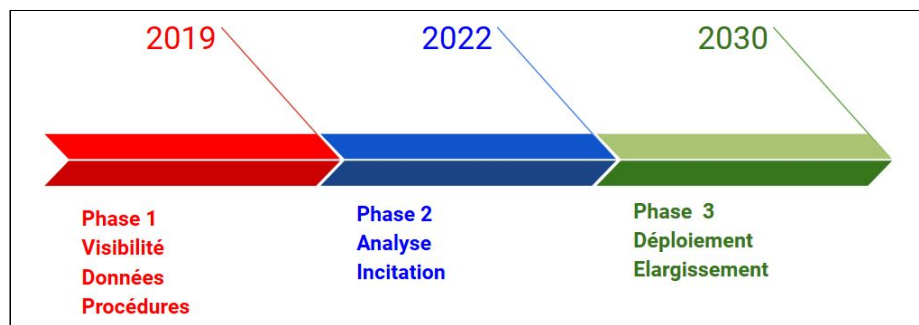 2019
2022
2030
Phase 1
Visibilité
Données
Procédures
Phase 2
Analyse
Incitation
Phase  3
Déploiement
Elargissement